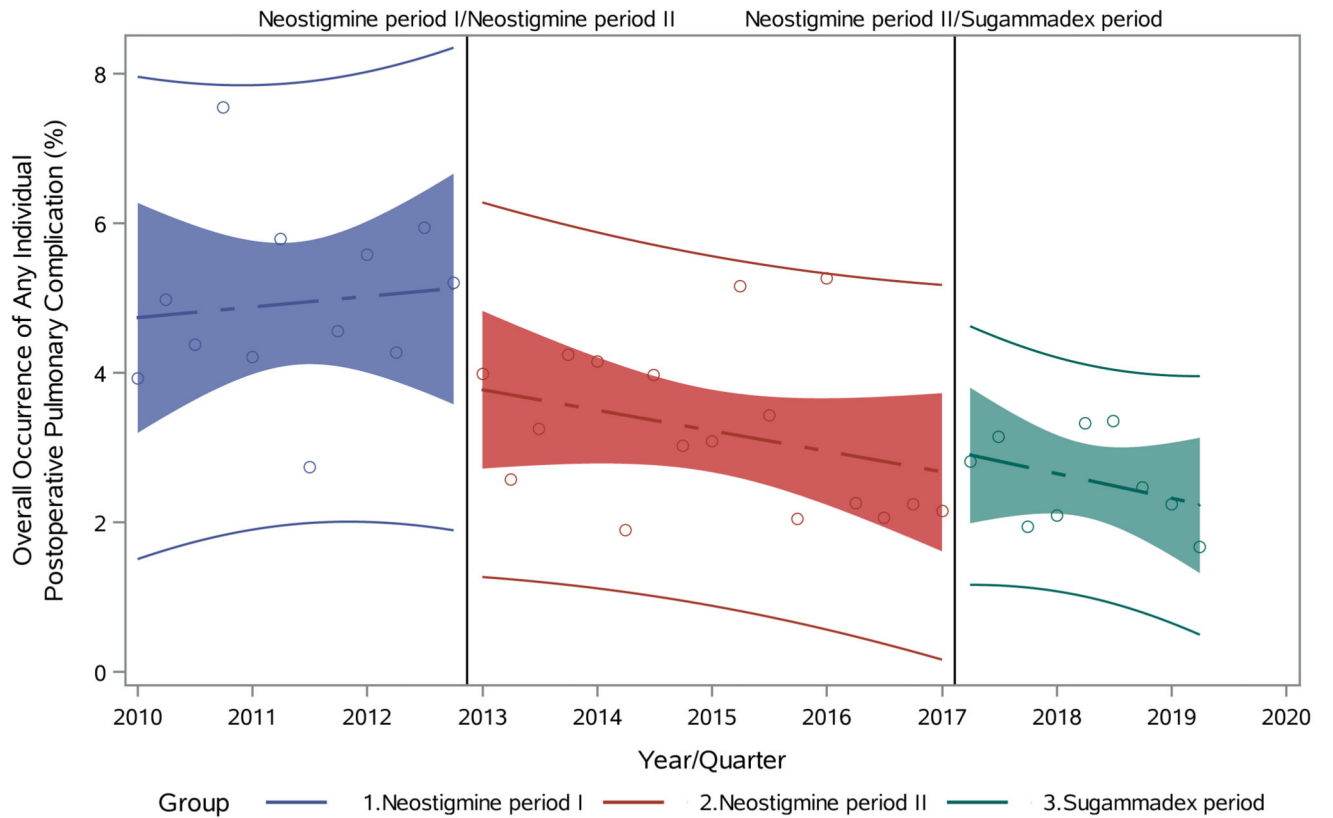 Neostigmine period I/Neostigmine period II Neostigmine period II/Sugammadex period
Overall Occurrence of Any Individual
Postoperative Pulmonary Complication (%)
8
6
4
2
0
2010 2011 2012 2013 2014 2015 2016 2017 2018 2019 2020
Year/Quarter
Group 1.Neostigmine period I 2.Neostigmine period II 3.Sugammadex period